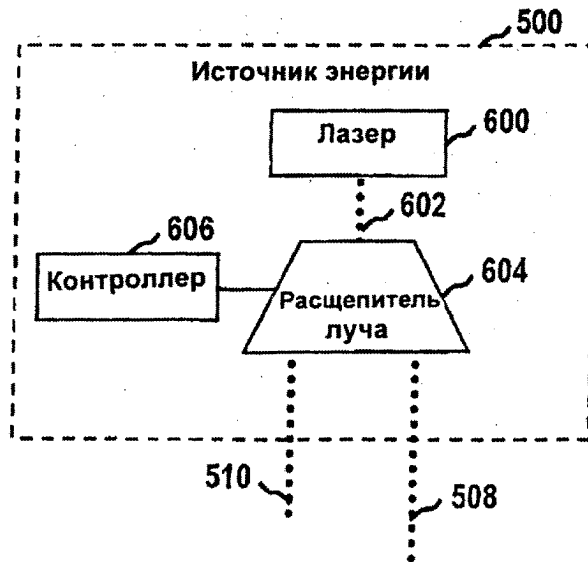 500
Источник энергии
Лазер
600
602
606
Контроллер
604
Расщепитель
луча
510
508